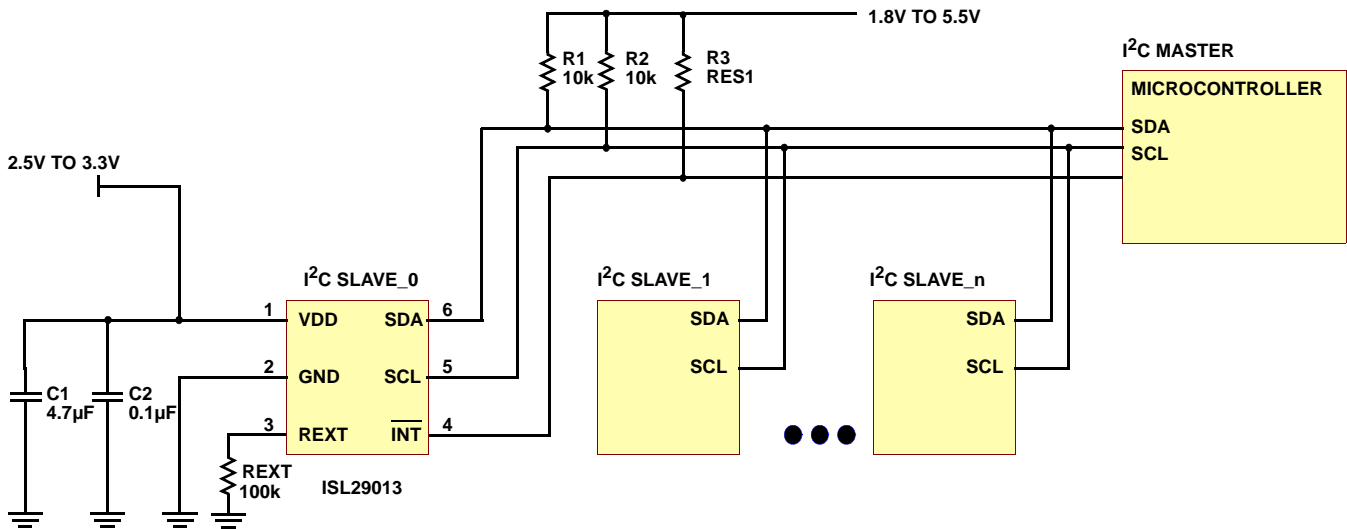 1.8V TO 5.5V
R1
10k
R2
10k
R3
RES1
I²C MASTER
MICROCONTROLLER
SDA
SCL
2.5V TO 3.3V
I²C SLAVE_0
1
VDD
SDA
6
2
GND
SCL
5
3
REXT
INT
4
C1
4.7µF
C2
0.1µF
REXT
100k
ISL29013
I²C SLAVE_1
SDA
SCL
I²C SLAVE_n
SDA
SCL